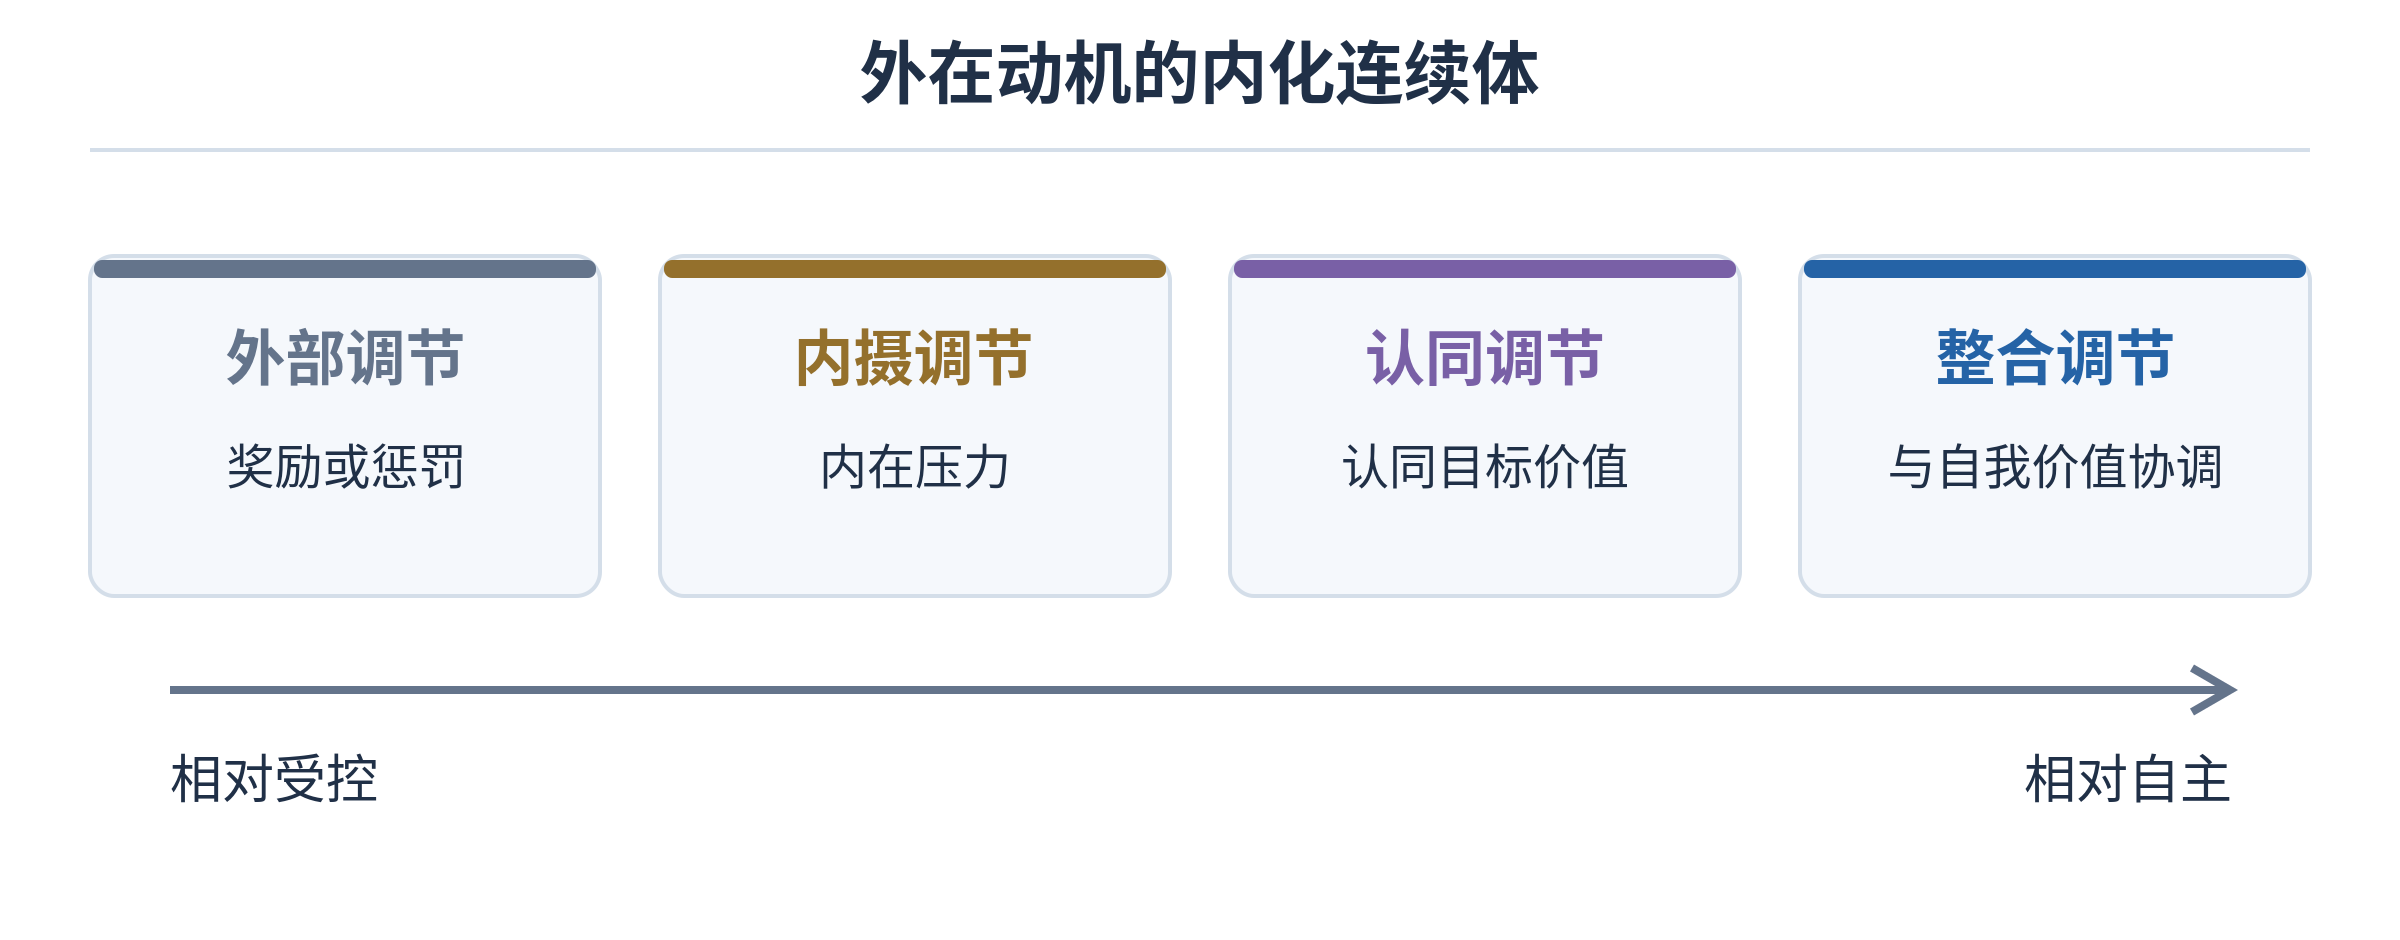 外在动机的内化连续体
外部调节
奖励或惩罚
内摄调节
内在压力
认同调节
认同目标价值
整合调节
与自我价值协调
相对受控
相对自主